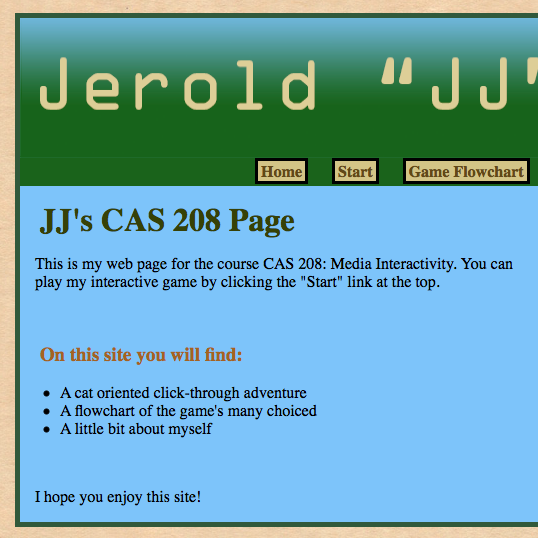 Jerold “JJ”
Home Start Game Flowchart
JJ's CAS 208 Page
This is my web page for the course CAS 208: Media Interactivity. You can
play my interactive game by clicking the "Start" link at the top.
On this site you will find:
A cat oriented click-through adventure
A flowchart of the game's many choiced
A little bit about myself
I hope you enjoy this site!